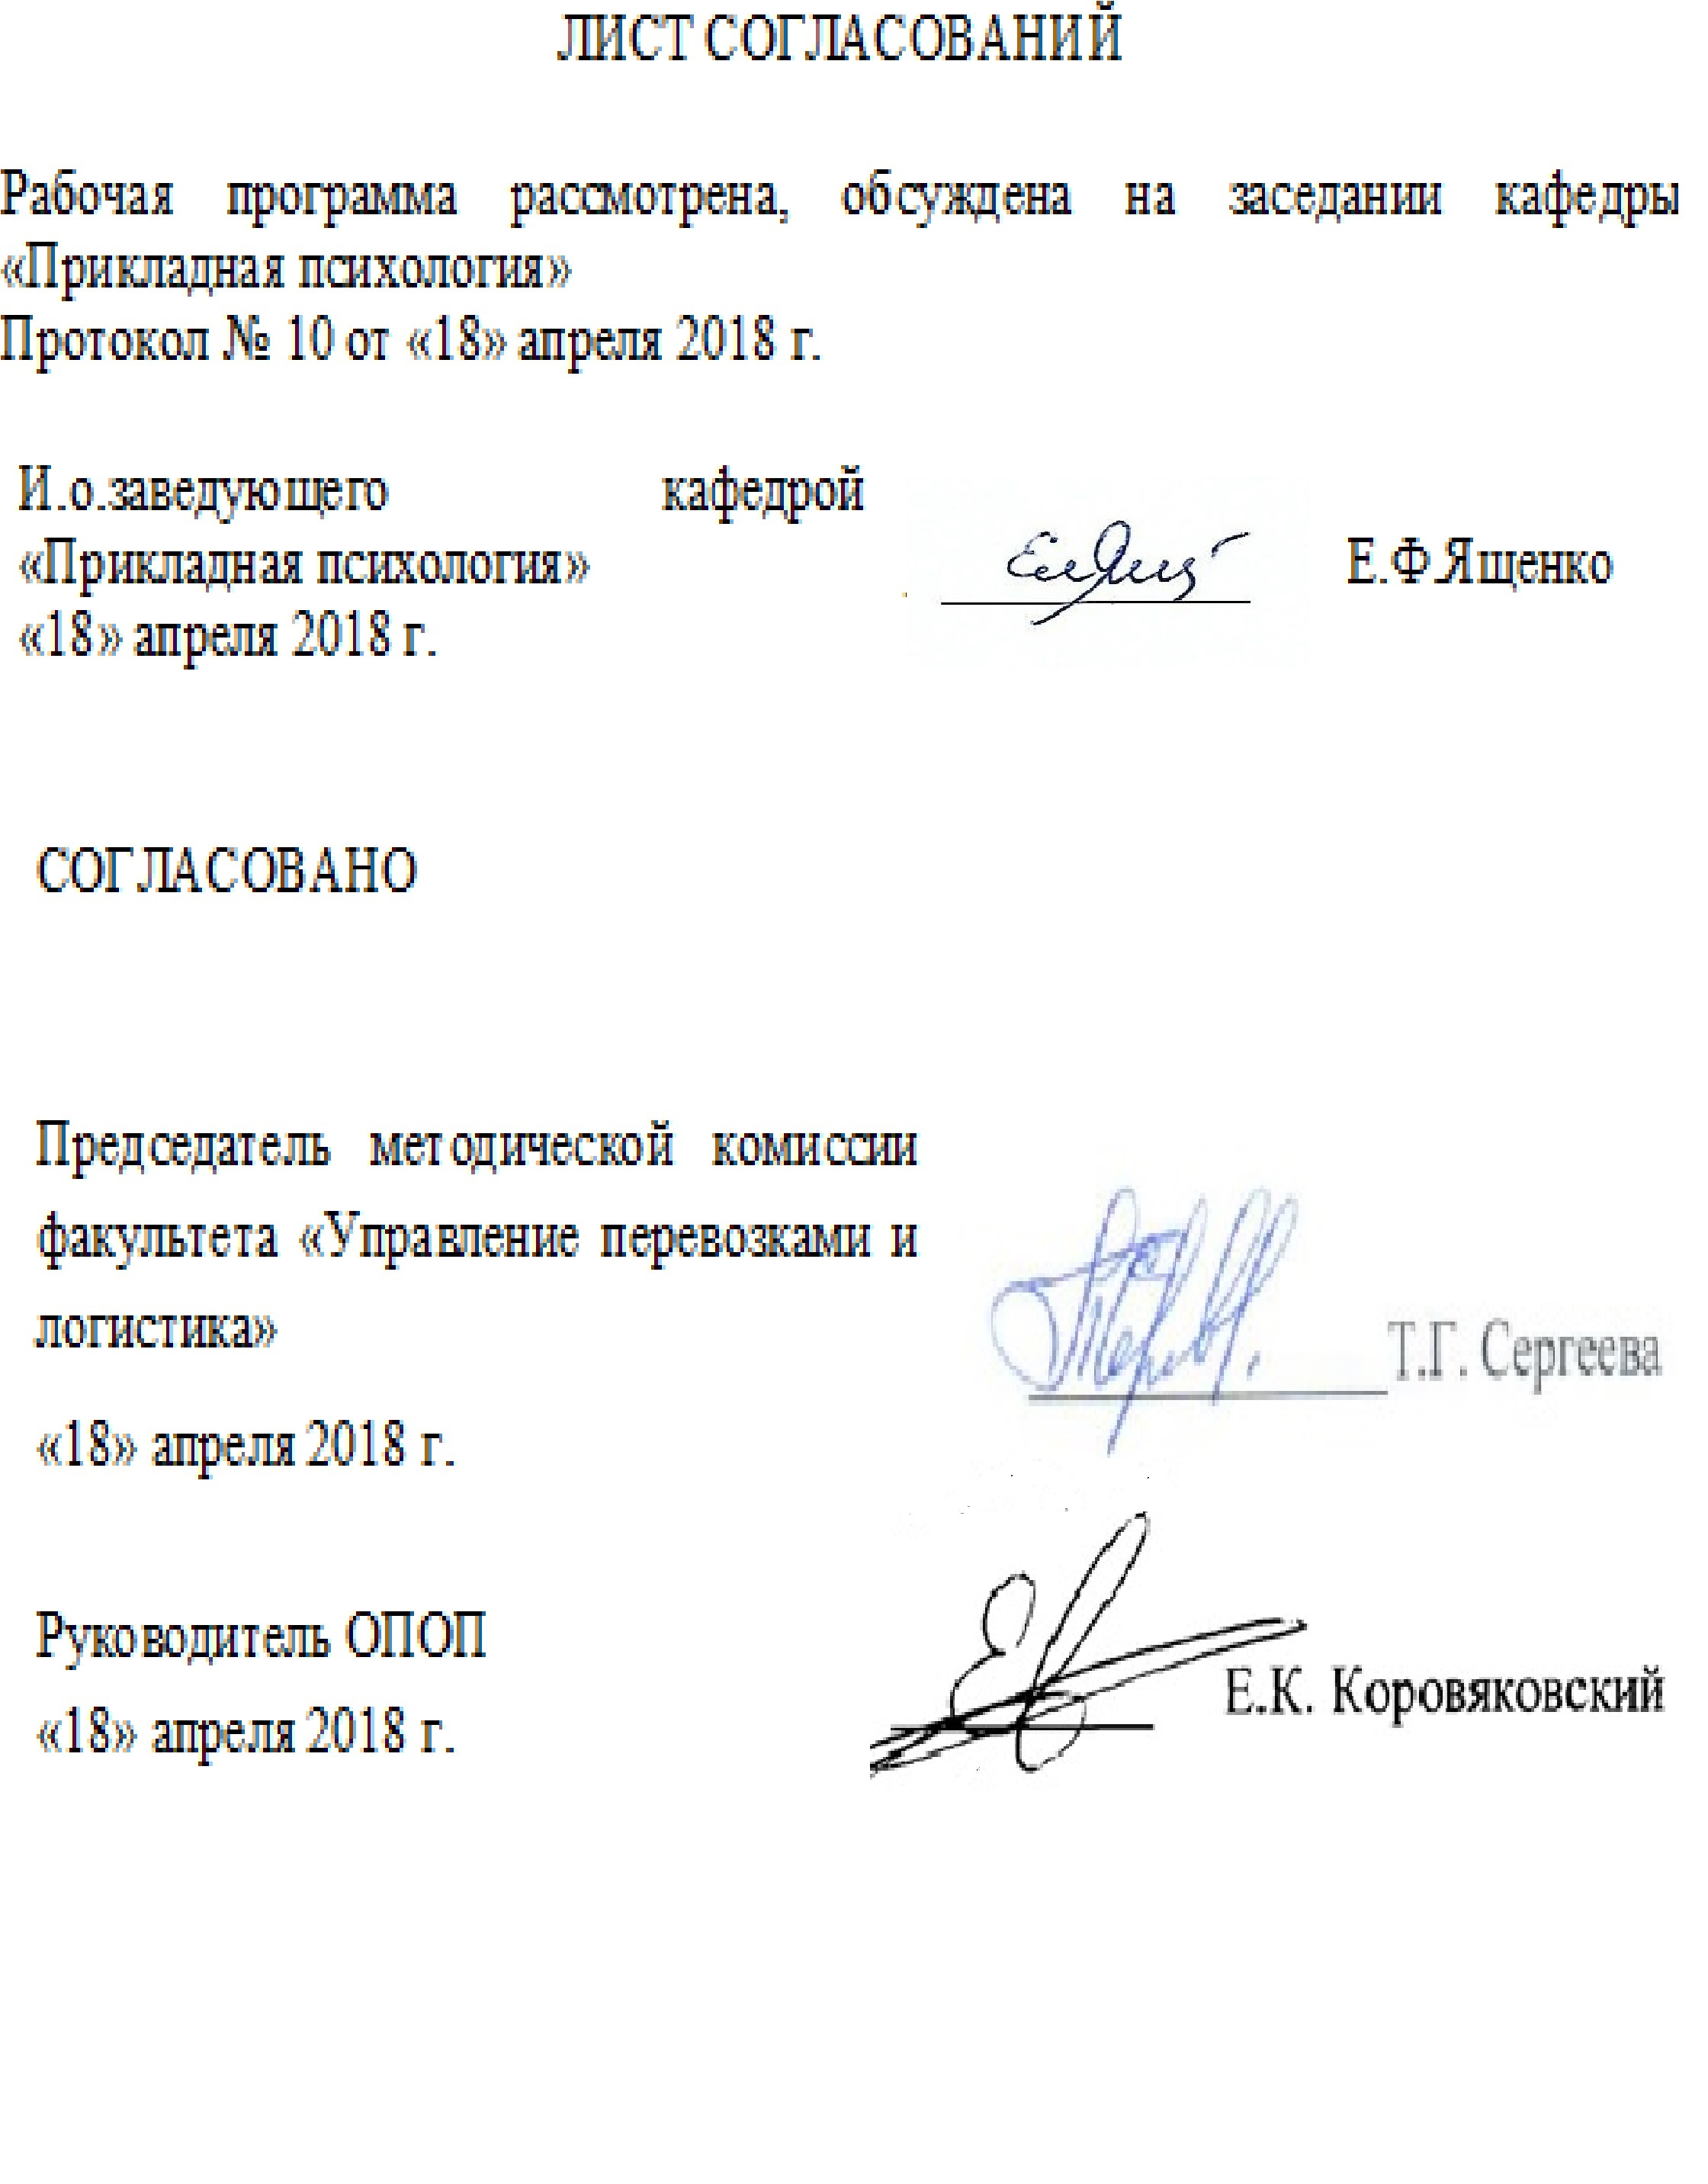 ЛИСТ СОГЛАСОВАНИЙ
Рабочая программа рассмотрена, обсуждена на заседании кафедры
«Прикладная психология»
Протокол № 10 от «18» апреля 2018 г.
И.о.заведующего кафедрой
«Прикладная психология» Е.Ф.Ященко
«18» апреля 2018 г.
СОГЛАСОВАНО
Председатель методической комиссии
факультета «Управление перевозками и
логистика» Т.Г. Сергеева
«18» апреля 2018 г.
Руководитель ОПОП Е.К. Коровяковский
«18» апреля 2018 г.